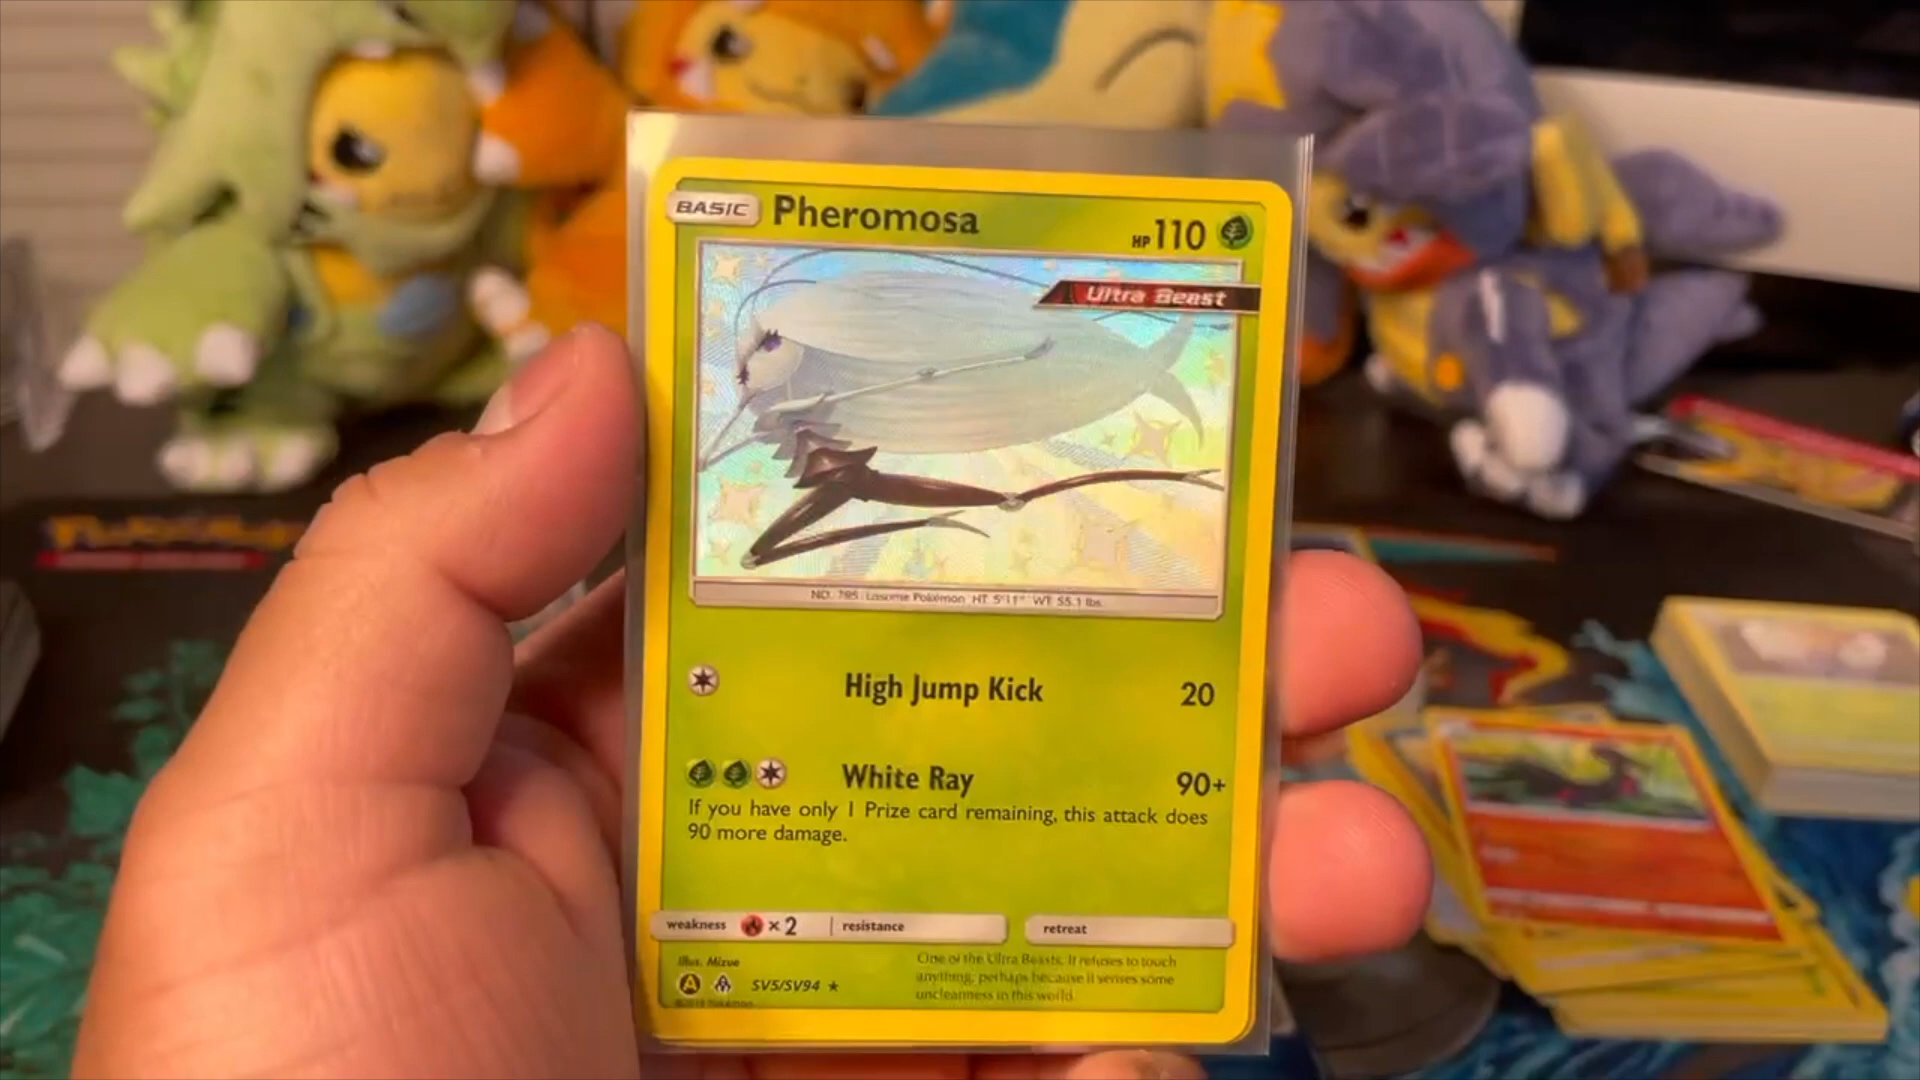 BASIC Pheromosa HP 110
Ultra Beast
NO. 795 Lissome Pokémon HT 5'11" WT 55.1 lbs.
High Jump Kick 20
White Ray 90+
If you have only 1 Prize card remaining, this attack does
90 more damage.
weakness ×2 resistance retreat
Illus. Mizue
A SV5/SV94 ★
One of the Ultra Beasts. It refuses to touch
anything, perhaps because it senses some
uncleanness in this world.
Pokémon